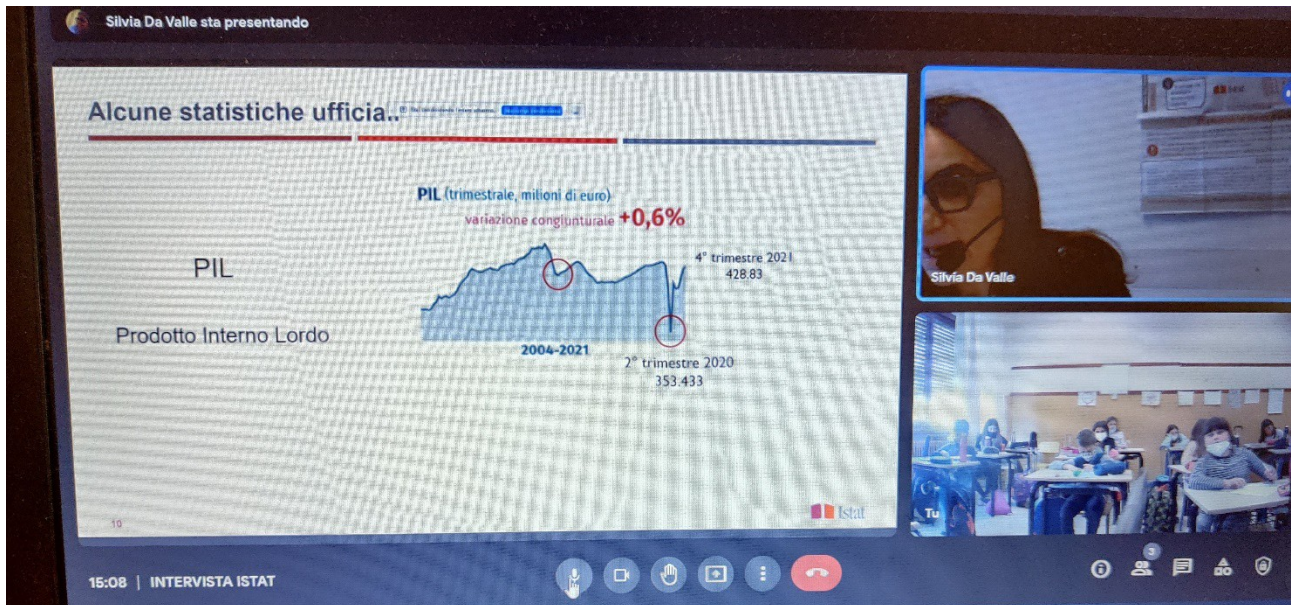 Silvia Da Valle sta presentando
Alcune statistiche ufficia..
PIL (trimestrale, milioni di euro)
variazione congiunturale +0,6%
PIL
Prodotto Interno Lordo
4° trimestre 2021
428.83
2004-2021
2° trimestre 2020
353.433
Istat
10
Silvia Da Valle
Tu
15:08 | INTERVISTA ISTAT
3